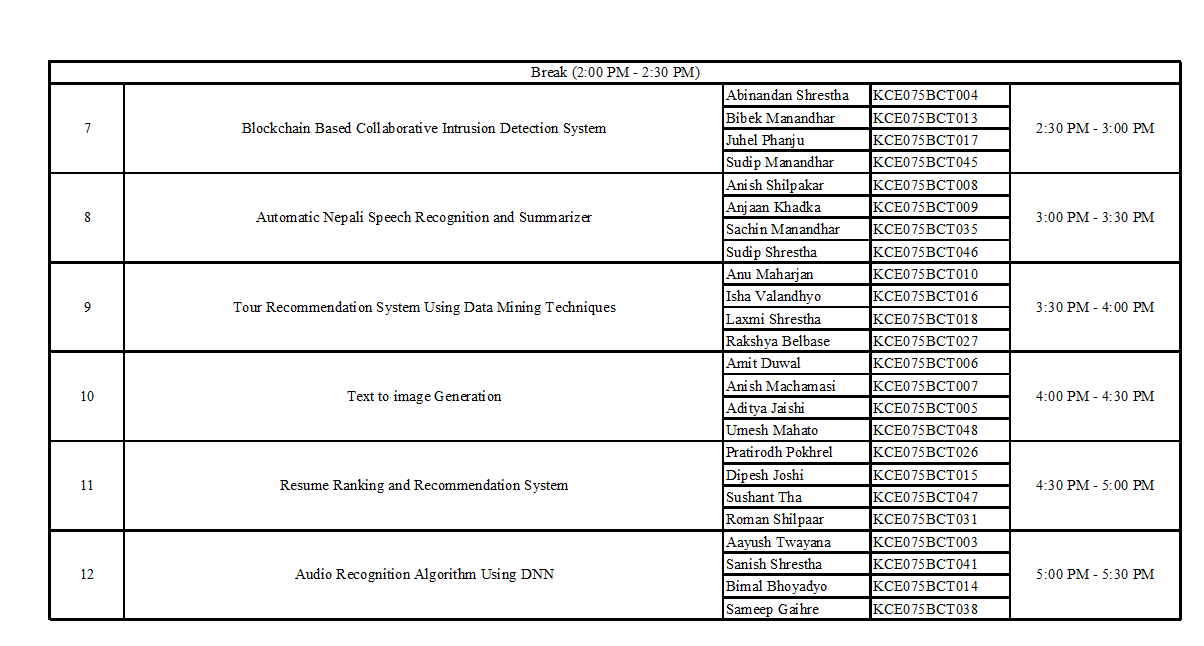 Break (2:00 PM - 2:30 PM)
7 Blockchain Based Collaborative Intrusion Detection System Abinandan Shrestha KCE075BCT004 2:30 PM - 3:00 PM
Bibek Manandhar KCE075BCT013
Juhel Phanju KCE075BCT017
Sudip Manandhar KCE075BCT045
8 Automatic Nepali Speech Recognition and Summarizer Anish Shilpakar KCE075BCT008 3:00 PM - 3:30 PM
Anjaan Khadka KCE075BCT009
Sachin Manandhar KCE075BCT035
Sudip Shrestha KCE075BCT046
9 Tour Recommendation System Using Data Mining Techniques Anu Maharjan KCE075BCT010 3:30 PM - 4:00 PM
Isha Valandhyo KCE075BCT016
Laxmi Shrestha KCE075BCT018
Rakshya Belbase KCE075BCT027
10 Text to image Generation Amit Duwal KCE075BCT006 4:00 PM - 4:30 PM
Anish Machamasi KCE075BCT007
Aditya Jaishi KCE075BCT005
Umesh Mahato KCE075BCT048
11 Resume Ranking and Recommendation System Pratirodh Pokhrel KCE075BCT026 4:30 PM - 5:00 PM
Dipesh Joshi KCE075BCT015
Sushant Tha KCE075BCT047
Roman Shilpaar KCE075BCT031
12 Audio Recognition Algorithm Using DNN Aayush Twayana KCE075BCT003 5:00 PM - 5:30 PM
Sanish Shrestha KCE075BCT041
Bimal Bhoyadyo KCE075BCT014
Sameep Gaihre KCE075BCT038